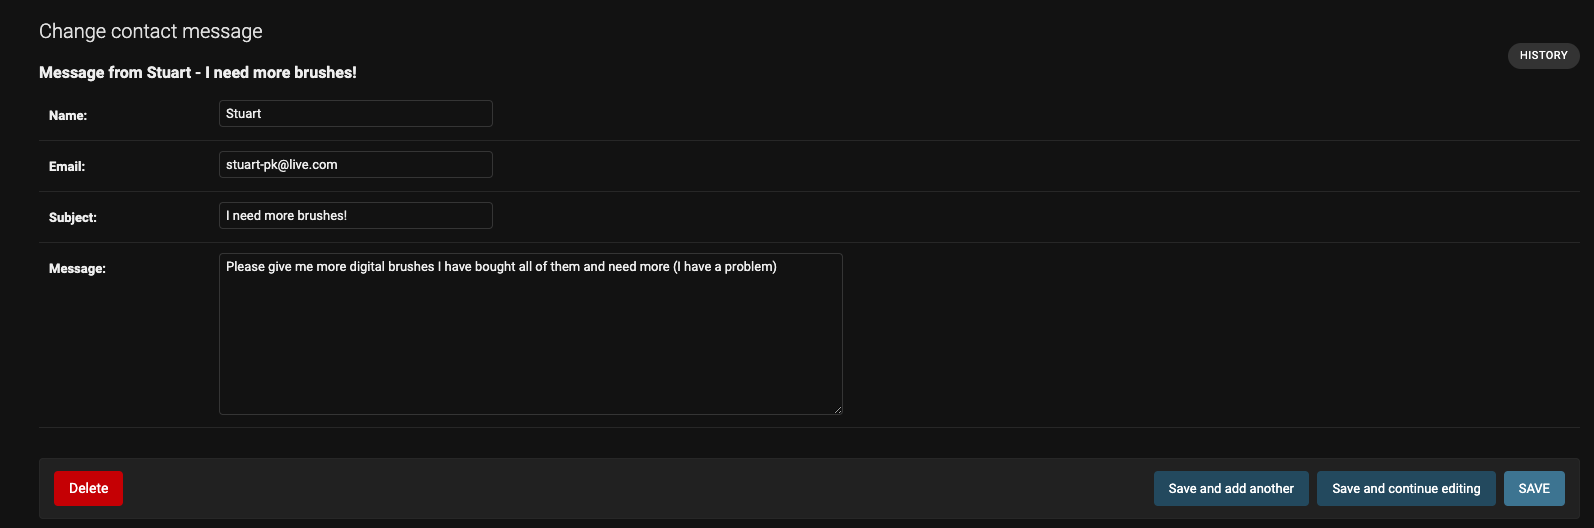 Change contact message
HISTORY
Message from Stuart - I need more brushes!
Name:
Stuart
Email:
stuart-pk@live.com
Subject:
I need more brushes!
Message:
Please give me more digital brushes I have bought all of them and need more (I have a problem)
Delete
Save and add another
Save and continue editing
SAVE